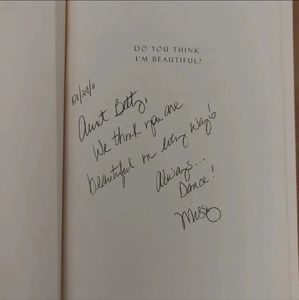 DO YOU THINK
I'M BEAUTIFUL?
Aunt Betty,
We think you are
beautiful in every way!
Always...
Dance!
Missy